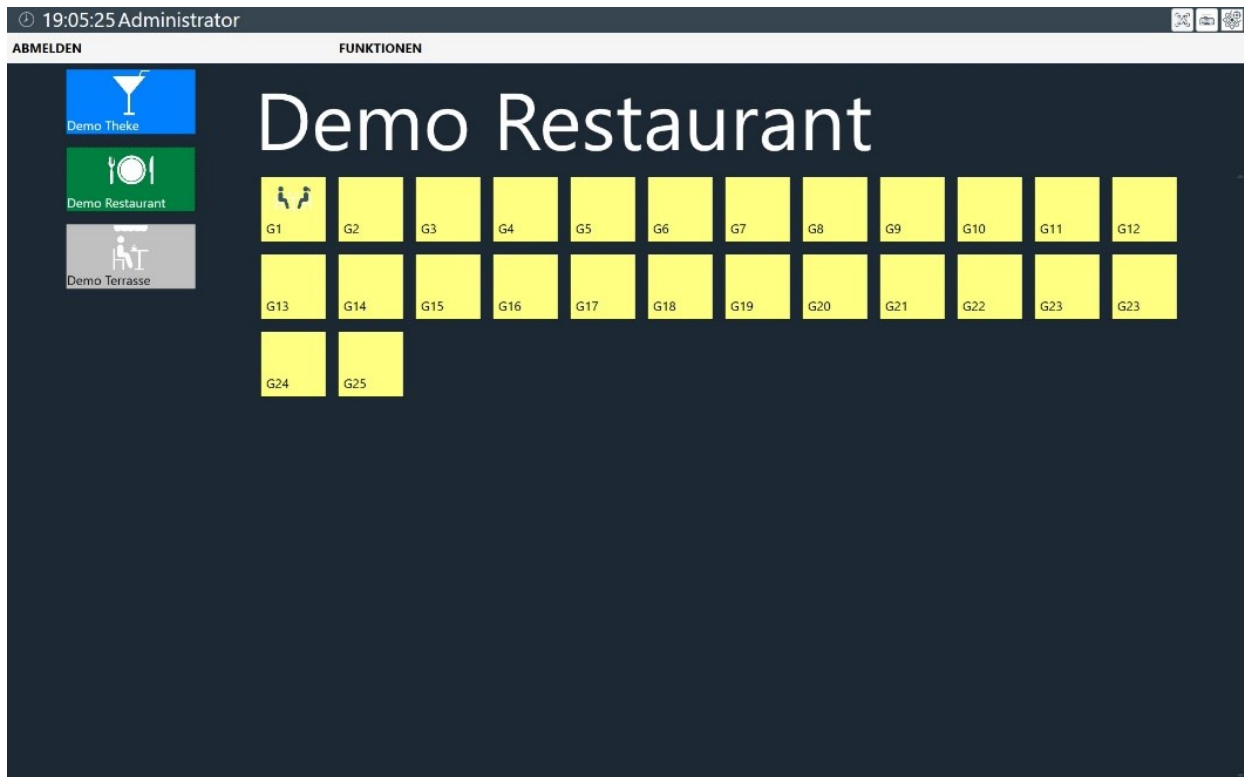 19:05:25 Administrator
ABMELDEN FUNKTIONEN
Demo Theke
Demo Restaurant
Demo Terrasse
Demo Restaurant
G1 G2 G3 G4 G5 G6 G7 G8 G9 G10 G11 G12
G13 G14 G15 G16 G17 G18 G19 G20 G21 G22 G23 G23
G24 G25